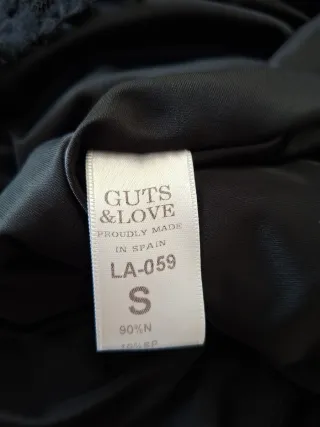 GUTS
&LOVE
PROUDLY MADE
IN SPAIN
LA-059
S
90%N